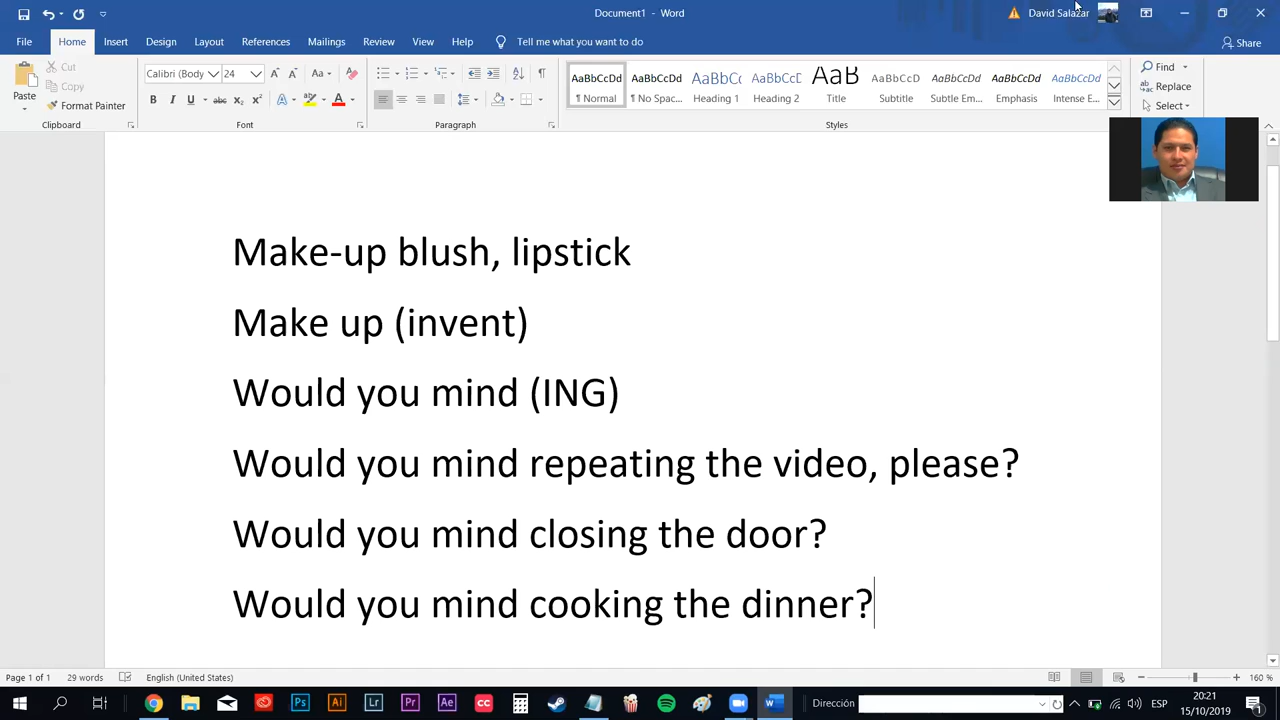 Document1 - Word
David Salazar
File Home Insert Design Layout References Mailings Review View Help Tell me what you want to do
Share
Paste
Cut
Copy
Format Painter
Clipboard
Calibri (Body 24
Font
Paragraph
AaBbCcDd AaBbCcDd AaBbCc AaBbCcC AaB AaBbCcD AaBbCcDd AaBbCcDd AaBbCcDd
¶ Normal ¶ No Spac... Heading 1 Heading 2 Title Subtitle Subtle Em... Emphasis Intense E...
Styles
Find
Replace
Select
Make-up blush, lipstick
Make up (invent)
Would you mind (ING)
Would you mind repeating the video, please?
Would you mind closing the door?
Would you mind cooking the dinner?
Page 1 of 1 29 words English (United States) 160 %
Dirección
ESP
20:21
15/10/2019